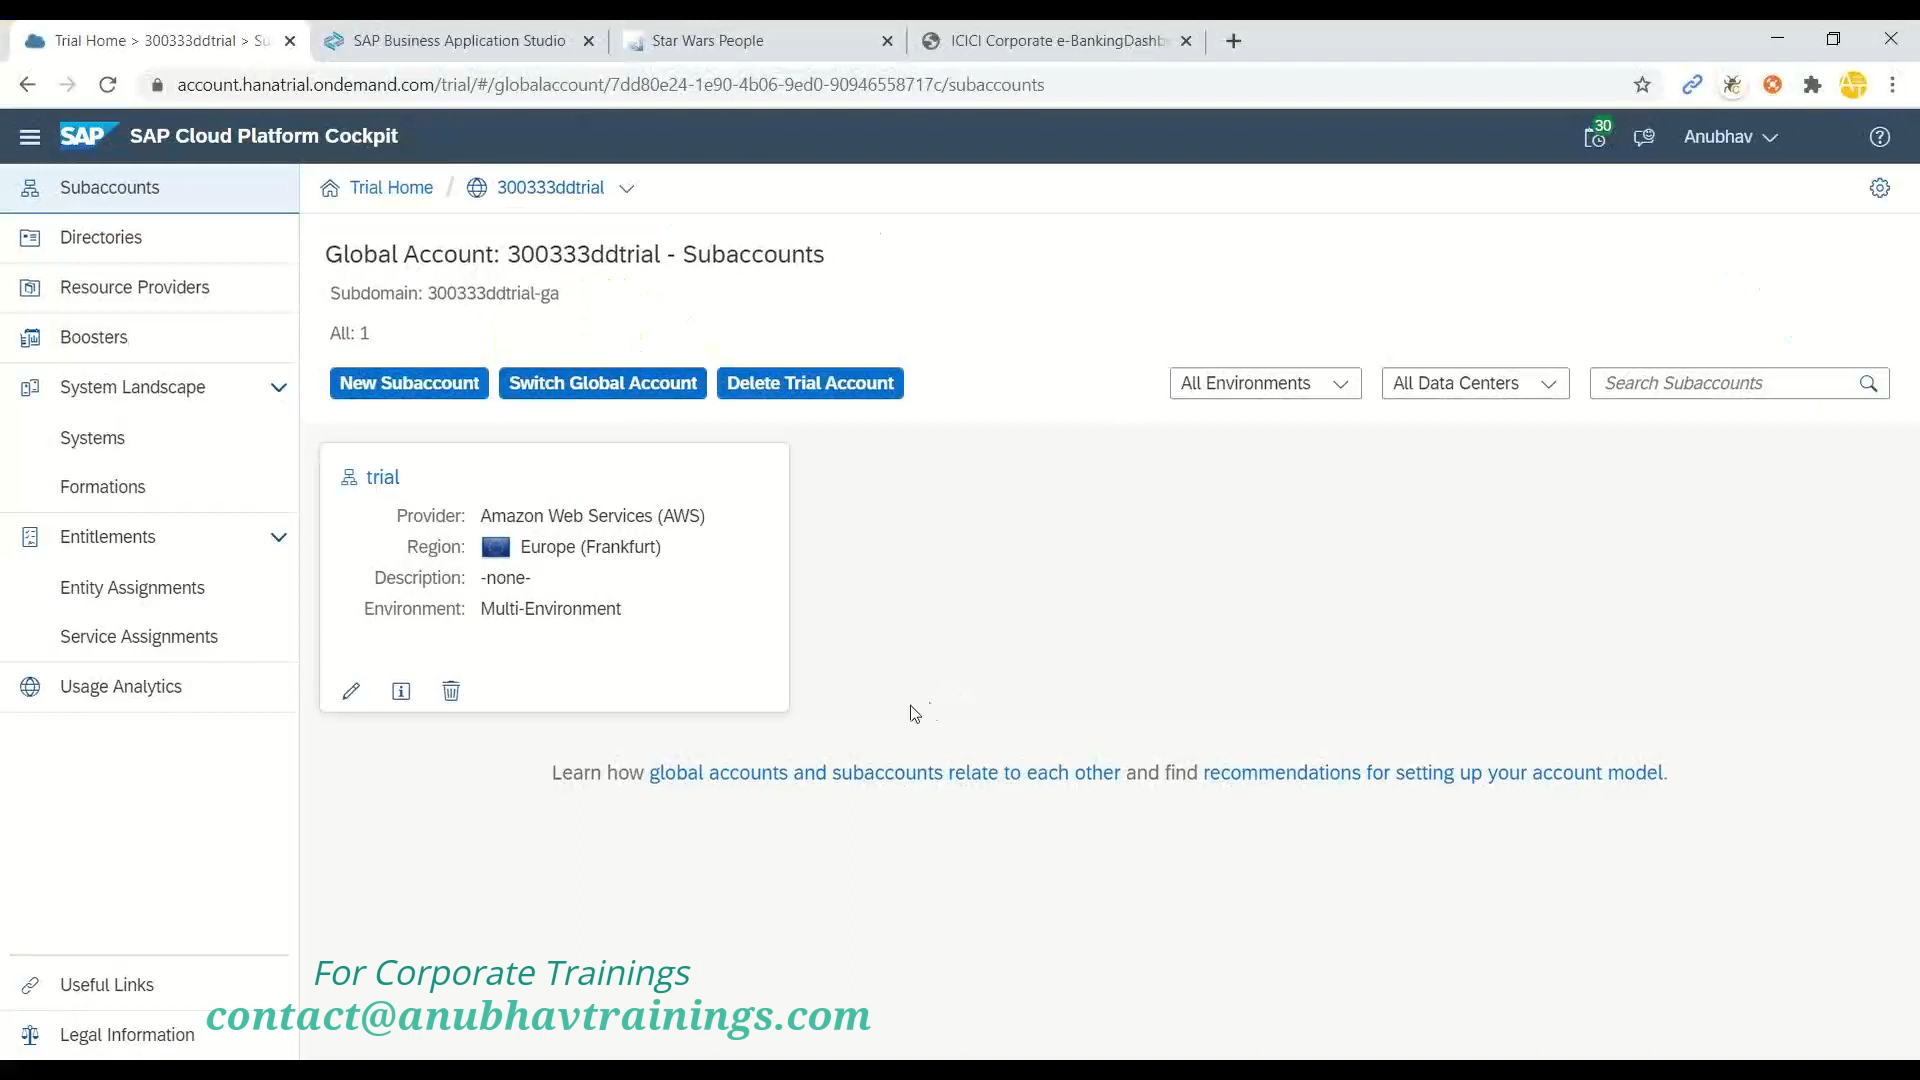 Trial Home > 300333ddtrial > Su
SAP Business Application Studio
Star Wars People
ICICI Corporate e-BankingDashb
account.hanatrial.ondemand.com/trial/#/globalaccount/7dd80e24-1e90-4b06-9ed0-90946558717c/subaccounts
SAP SAP Cloud Platform Cockpit
30
Anubhav
Subaccounts
Directories
Resource Providers
Boosters
System Landscape
Systems
Formations
Entitlements
Entity Assignments
Service Assignments
Usage Analytics
Useful Links
Legal Information
Trial Home / 300333ddtrial
Global Account: 300333ddtrial - Subaccounts
Subdomain: 300333ddtrial-ga
All: 1
New Subaccount Switch Global Account Delete Trial Account
All Environments All Data Centers Search Subaccounts
trial
Provider: Amazon Web Services (AWS)
Region: Europe (Frankfurt)
Description: -none-
Environment: Multi-Environment
Learn how global accounts and subaccounts relate to each other and find recommendations for setting up your account model.
For Corporate Trainings
contact@anubhavtrainings.com